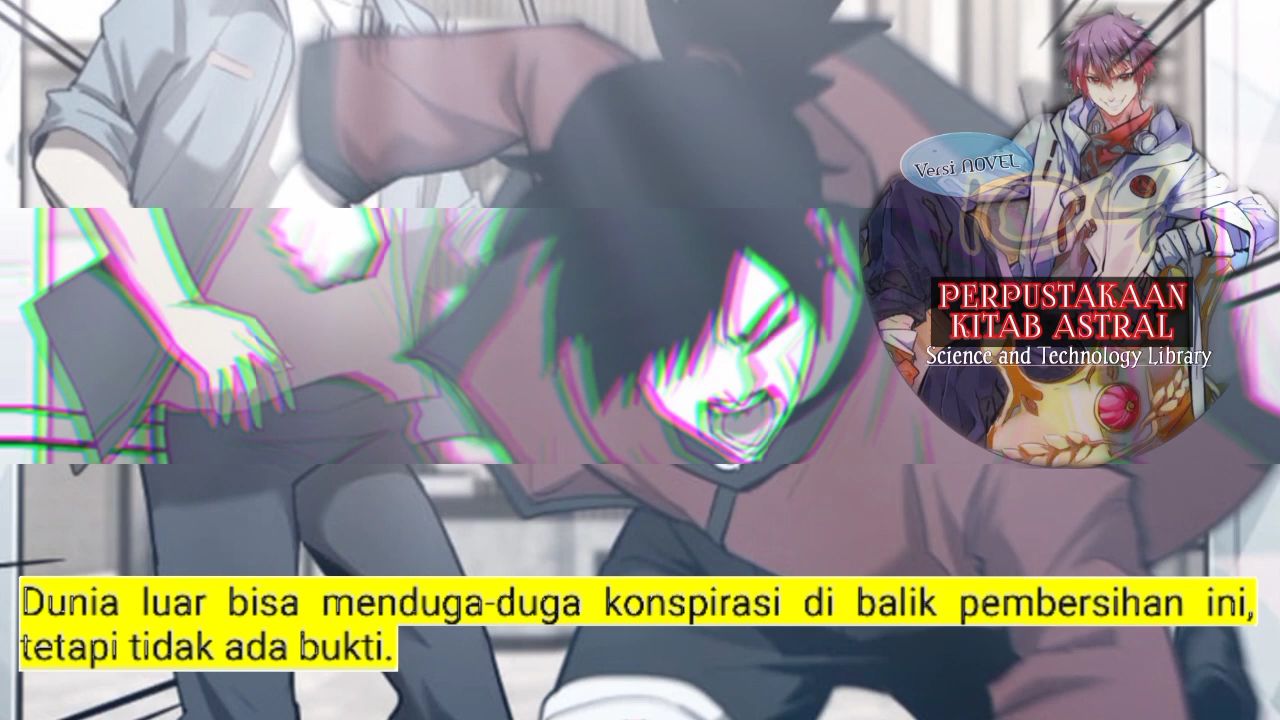 Versi NOVEL
PERPUSTAKAAN
KITAB ASTRAL
Science and Technology Library
Dunia luar bisa menduga-duga konspirasi di balik pembersihan ini,
tetapi tidak ada bukti.